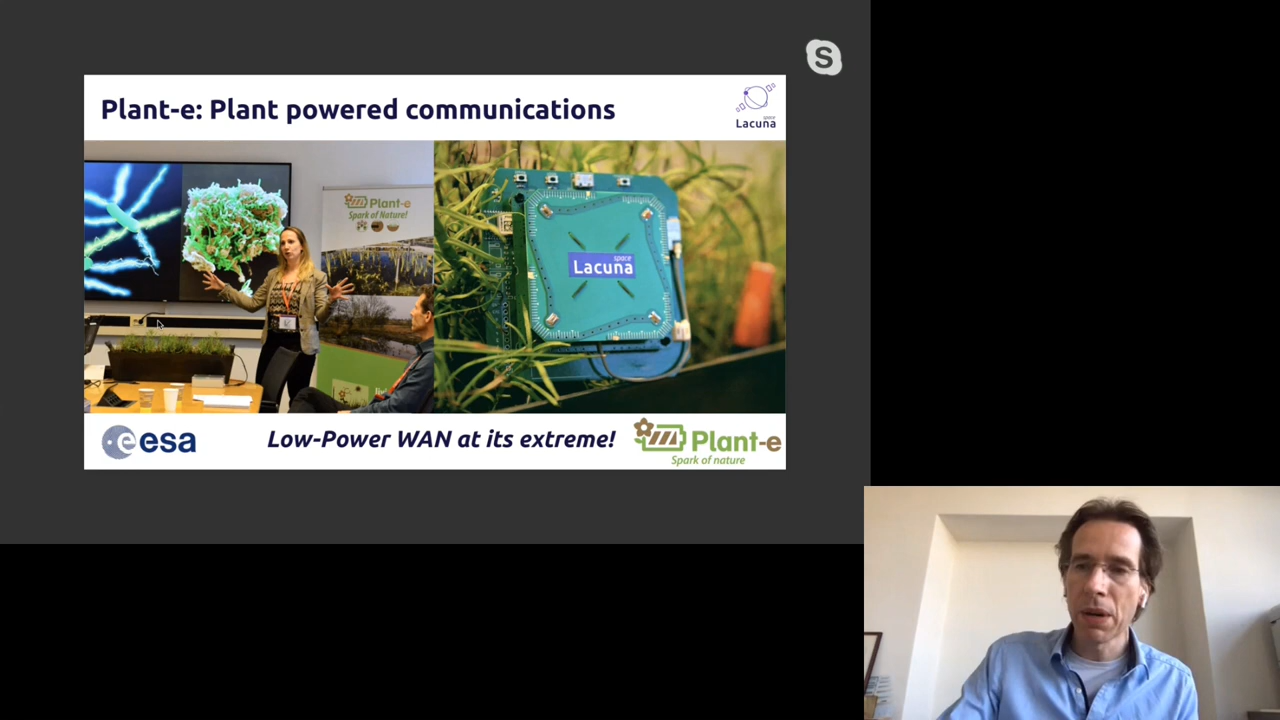 S
Plant-e: Plant powered communications
space
Lacuna
Plant-e
Spark of Nature!
space
Lacuna
esa
Low-Power WAN at its extreme!
Plant-e
Spark of nature